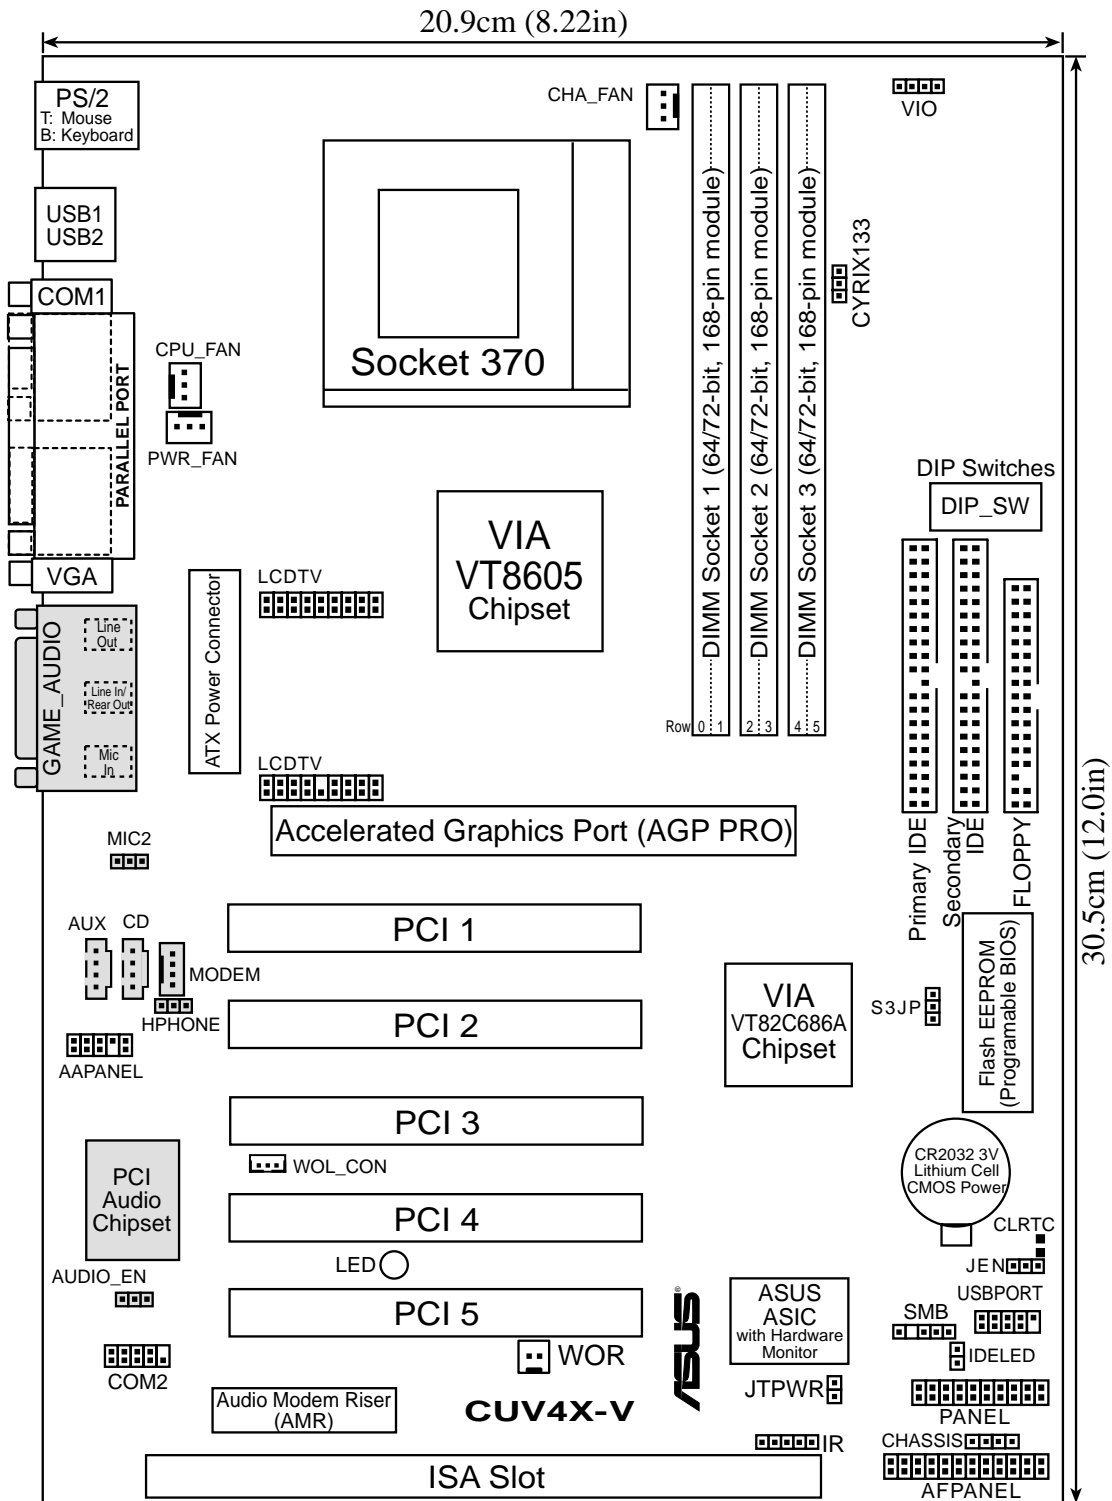 20.9cm (8.22in)
PS/2
T: Mouse
B: Keyboard
CHA_FAN
VIO
USB1
USB2
COM1
CPU_FAN
PARALLEL PORT
PWR_FAN
Socket 370
DIMM Socket 1 (64/72-bit, 168-pin module)
DIMM Socket 2 (64/72-bit, 168-pin module)
DIMM Socket 3 (64/72-bit, 168-pin module)
CYRIX133
DIP Switches
DIP_SW
VIA
VT8605
Chipset
VGA
LCDTV
ATX Power Connector
GAME_AUDIO
Line
Out
Line In/
Rear Out
Mic
In
Row 0 1 2 3 4 5
LCDTV
Accelerated Graphics Port (AGP PRO)
Primary IDE
Secondary
IDE
FLOPPY
30.5cm (12.0in)
MIC2
AUX
CD
MODEM
HPHONE
AAPANEL
PCI 1
PCI 2
VIA
VT82C686A
Chipset
S3JP
Flash EEPROM
(Programable BIOS)
PCI 3
WOL_CON
PCI
Audio
Chipset
PCI 4
CR2032 3V
Lithium Cell
CMOS Power
CLRTC
LED
JEN
AUDIO_EN
PCI 5
ASUS
ASUS
ASIC
with Hardware
Monitor
USBPORT
SMB
IDELED
COM2
WOR
JTPWR
Audio Modem Riser
(AMR)
CUV4X-V
PANEL
IR
CHASSIS
ISA Slot
AFPANEL